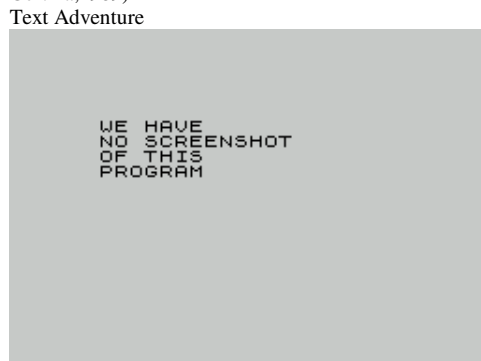 Text Adventure
WE HAVE
NO SCREENSHOT
OF THIS
PROGRAM